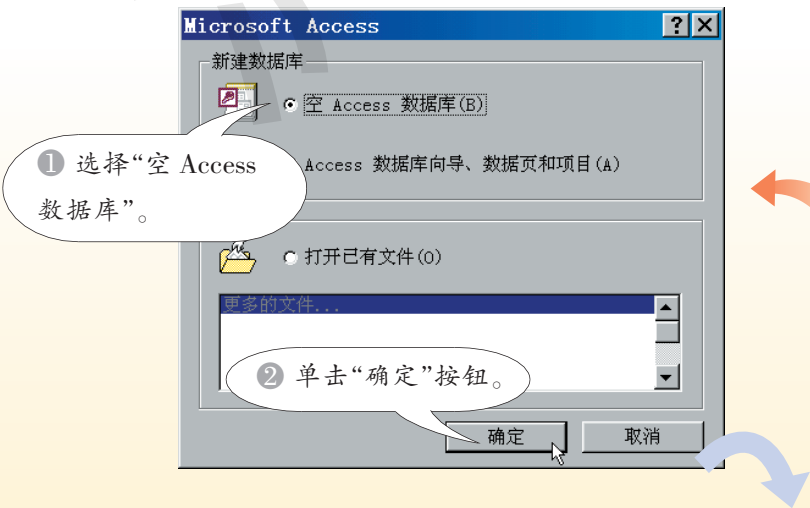 Microsoft Access
新建数据库
空 Access 数据库(B)
❶ 选择“空 Access
数据库”。
Access 数据库向导、数据页和项目(A)
打开已有文件(O)
更多的文件...
❷ 单击“确定”按钮。
确定
取消